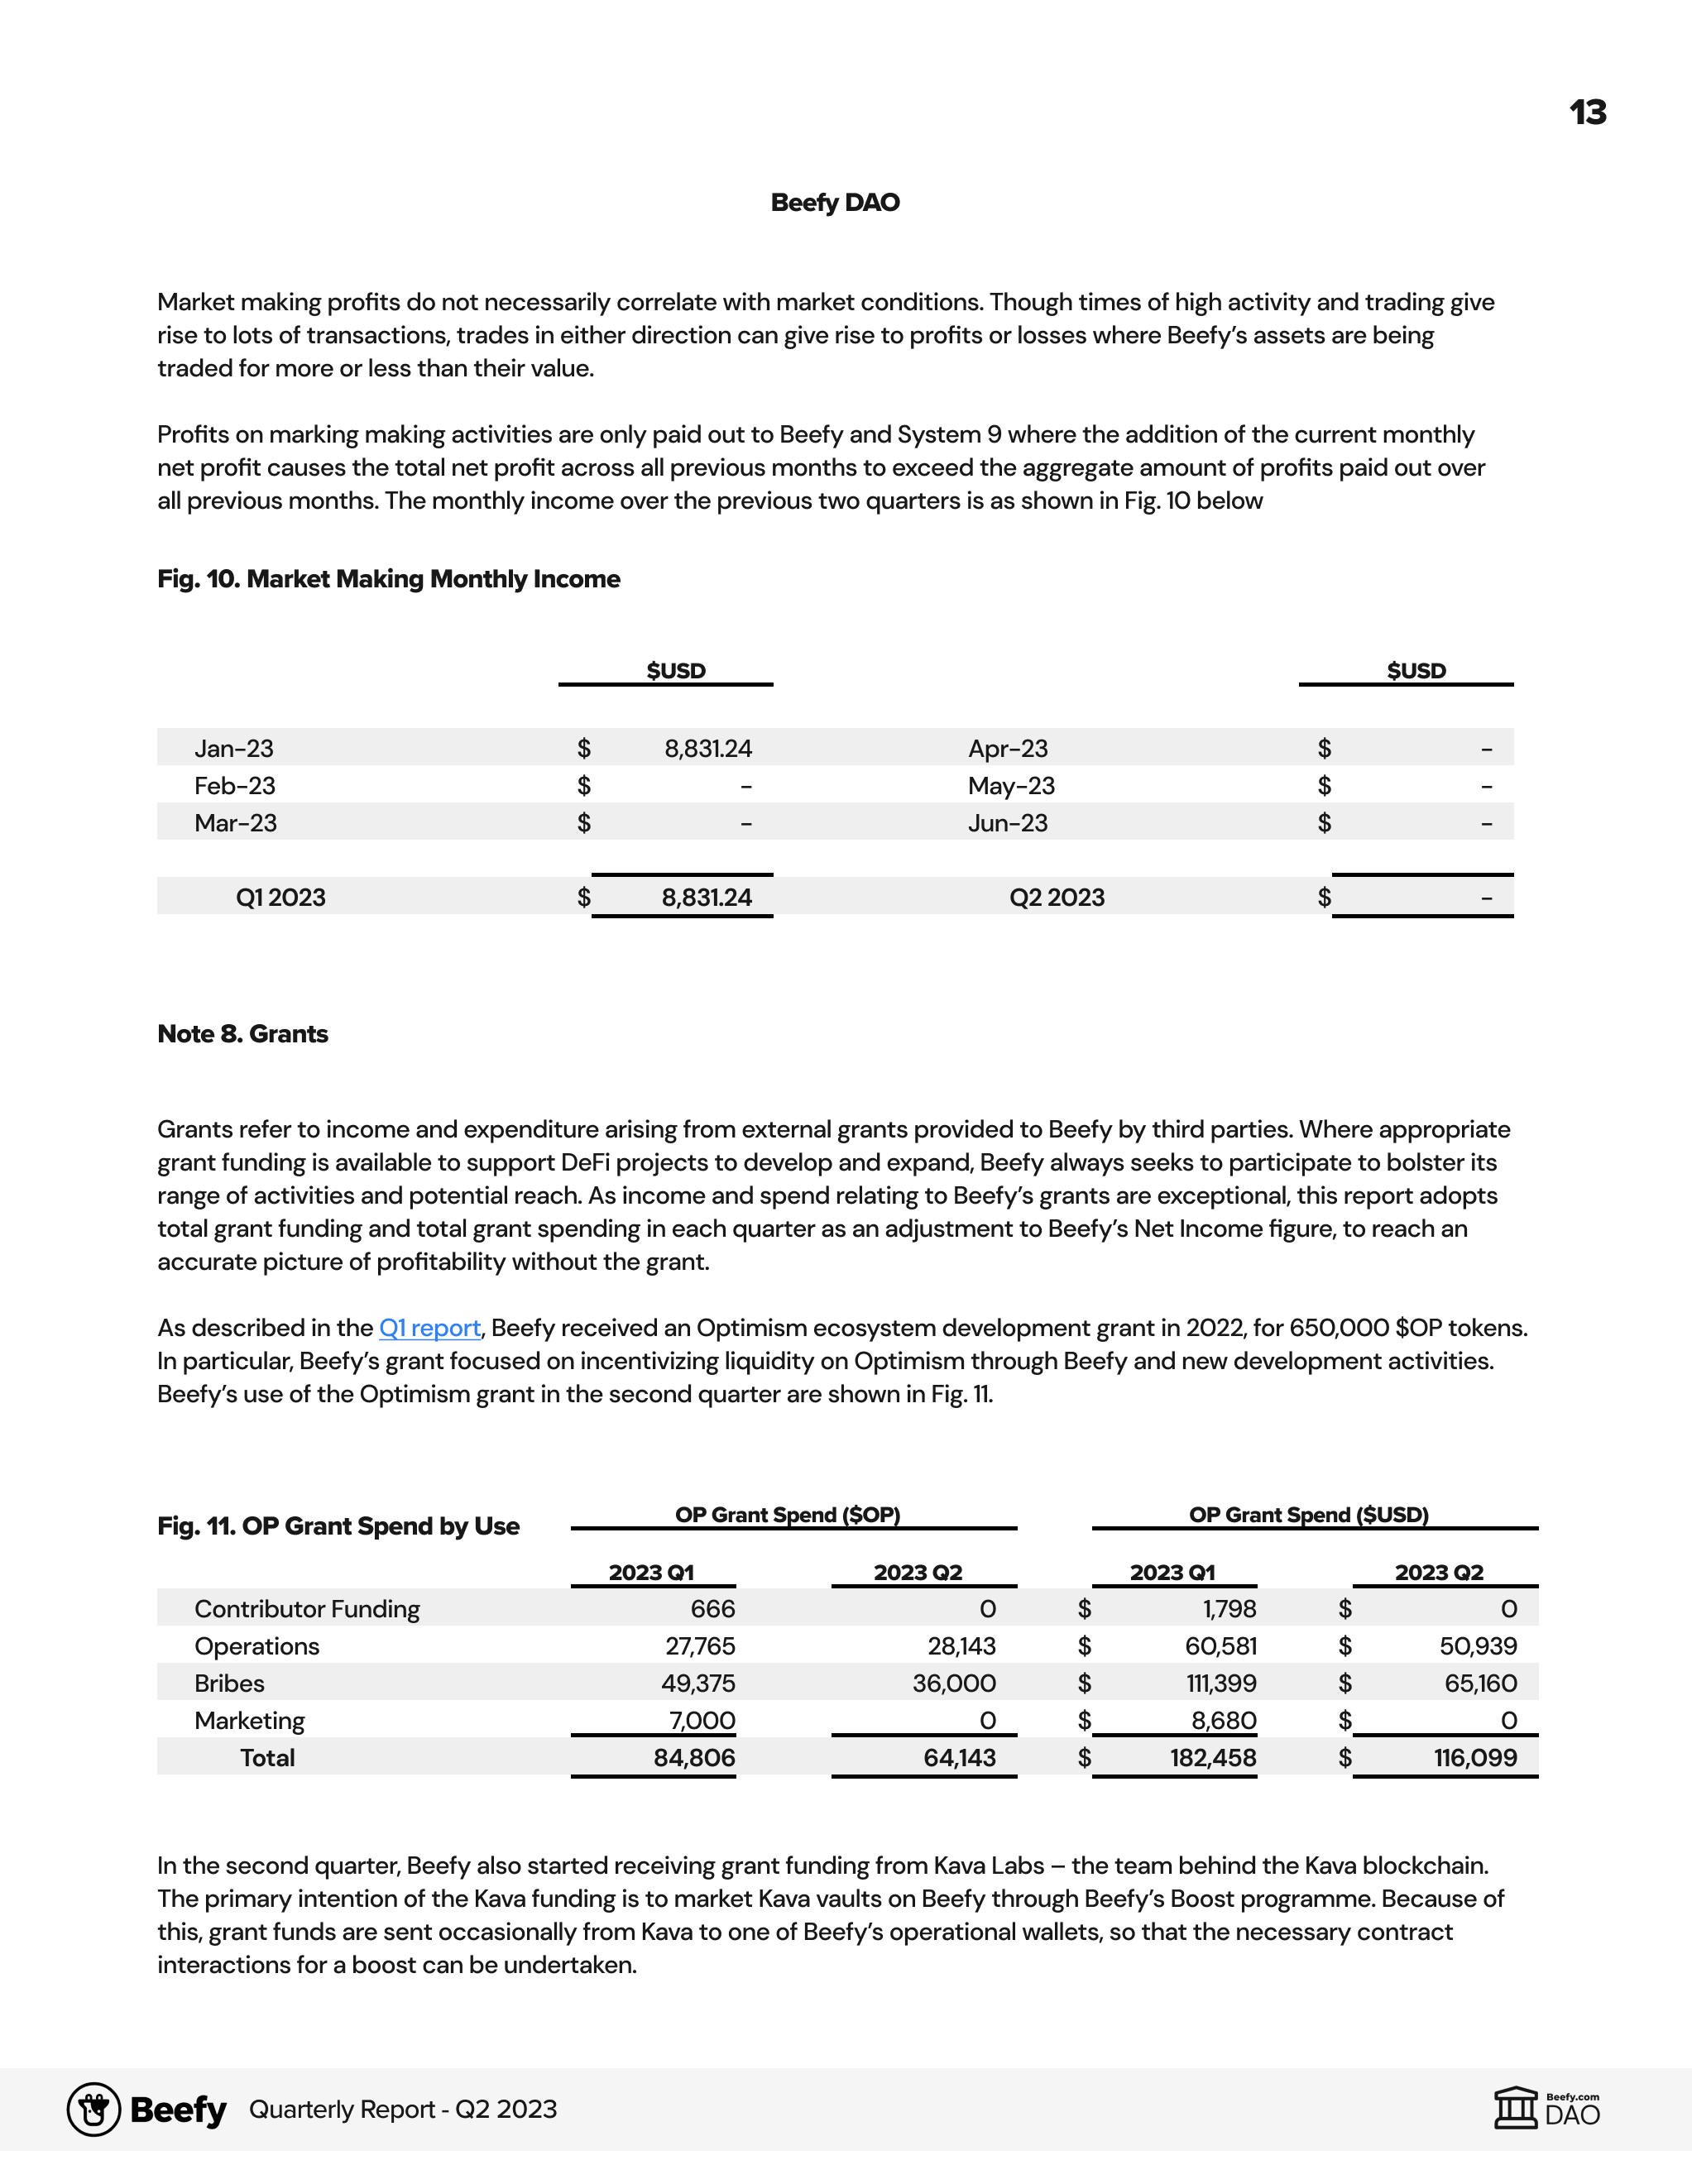 13
Beefy DAO
Market making profits do not necessarily correlate with market conditions. Though times of high activity and trading give
rise to lots of transactions, trades in either direction can give rise to profits or losses where Beefy’s assets are being
traded for more or less than their value.
Profits on marking making activities are only paid out to Beefy and System 9 where the addition of the current monthly
net profit causes the total net profit across all previous months to exceed the aggregate amount of profits paid out over
all previous months. The monthly income over the previous two quarters is as shown in Fig. 10 below
Fig. 10. Market Making Monthly Income
$USD $USD
Jan-23 $ 8,831.24 Apr-23 $ -
Feb-23 $ - May-23 $ -
Mar-23 $ - Jun-23 $ -
Q1 2023 $ 8,831.24 Q2 2023 $ -
Note 8. Grants
Grants refer to income and expenditure arising from external grants provided to Beefy by third parties. Where appropriate
grant funding is available to support DeFi projects to develop and expand, Beefy always seeks to participate to bolster its
range of activities and potential reach. As income and spend relating to Beefy’s grants are exceptional, this report adopts
total grant funding and total grant spending in each quarter as an adjustment to Beefy’s Net Income figure, to reach an
accurate picture of profitability without the grant.
As described in the Q1 report, Beefy received an Optimism ecosystem development grant in 2022, for 650,000 $OP tokens.
In particular, Beefy’s grant focused on incentivizing liquidity on Optimism through Beefy and new development activities.
Beefy’s use of the Optimism grant in the second quarter are shown in Fig. 11.
Fig. 11. OP Grant Spend by Use OP Grant Spend ($OP) OP Grant Spend ($USD)
2023 Q1 2023 Q2 2023 Q1 2023 Q2
Contributor Funding 666 0 $ 1,798 $ 0
Operations 27,765 28,143 $ 60,581 $ 50,939
Bribes 49,375 36,000 $ 111,399 $ 65,160
Marketing 7,000 0 $ 8,680 $ 0
Total 84,806 64,143 $ 182,458 $ 116,099
In the second quarter, Beefy also started receiving grant funding from Kava Labs – the team behind the Kava blockchain.
The primary intention of the Kava funding is to market Kava vaults on Beefy through Beefy’s Boost programme. Because of
this, grant funds are sent occasionally from Kava to one of Beefy’s operational wallets, so that the necessary contract
interactions for a boost can be undertaken.
Beefy Quarterly Report - Q2 2023
Beefy.com
DAO